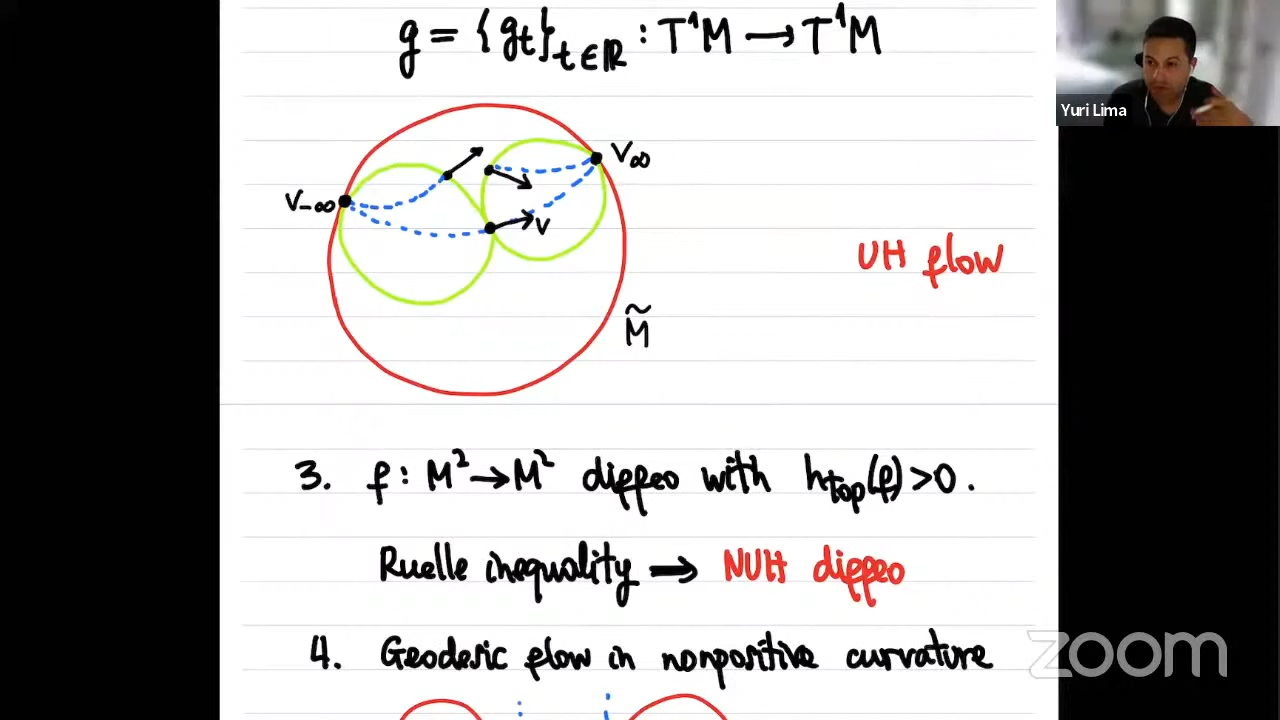 g = {g_t}_{t∈ℝ} : T¹M → T¹M
Yuri Lima
V_∞
V_{-∞}
v
UH flow
M̃
3. f : M² → M² diffeo with h_top(f) > 0.
Ruelle inequality → NUH diffeo
4. Geodesic flow in nonpositive curvature
zoom